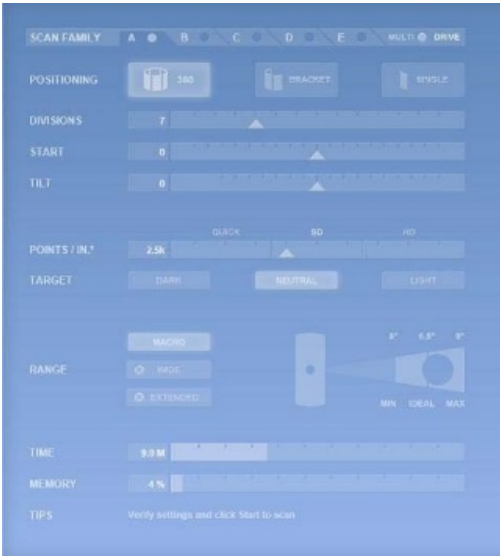 SCAN FAMILY A B C D E MULTI DRIVE
POSITIONING 360 BRACKET SINGLE
DIVISIONS 7
START 0
TILT 0
QUICK SD HD
POINTS / IN.² 2.5k
TARGET DARK NEUTRAL LIGHT
MACRO
5" 6.5" 9"
RANGE WIDE
EXTENDED
MIN IDEAL MAX
TIME 9.0 M
MEMORY 4 %
TIPS Verify settings and click Start to scan